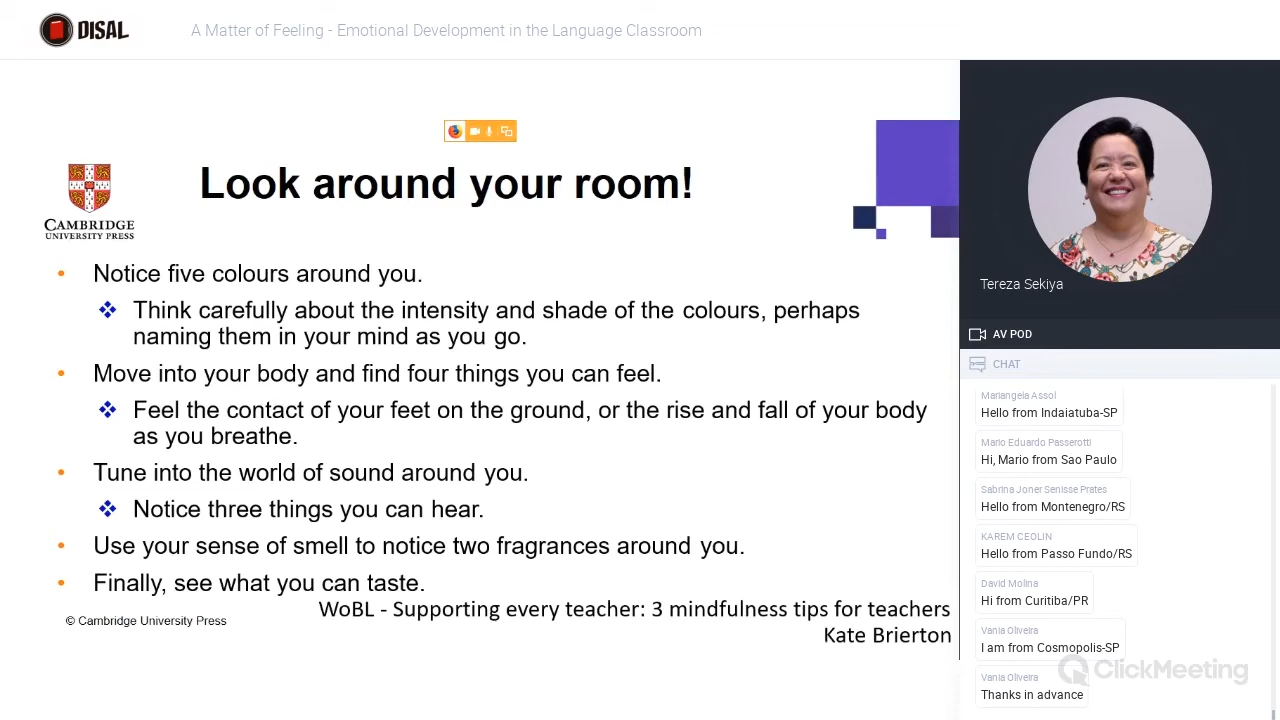 DISAL
A Matter of Feeling - Emotional Development in the Language Classroom
CAMBRIDGE
UNIVERSITY PRESS
Look around your room!
• Notice five colours around you.
❖ Think carefully about the intensity and shade of the colours, perhaps
naming them in your mind as you go.
• Move into your body and find four things you can feel.
❖ Feel the contact of your feet on the ground, or the rise and fall of your body
as you breathe.
• Tune into the world of sound around you.
❖ Notice three things you can hear.
• Use your sense of smell to notice two fragrances around you.
• Finally, see what you can taste.
WoBL - Supporting every teacher: 3 mindfulness tips for teachers
Kate Brierton
© Cambridge University Press
Tereza Sekiya
AV POD
CHAT
Mariangela Assol
Hello from Indaiatuba-SP
Mario Eduardo Passerotti
Hi, Mario from Sao Paulo
Sabrina Joner Senisse Prates
Hello from Montenegro/RS
KAREM CEOLIN
Hello from Passo Fundo/RS
David Molina
Hi from Curitiba/PR
Vania Oliveira
I am from Cosmopolis-SP
Vania Oliveira
Thanks in advance
ClickMeeting